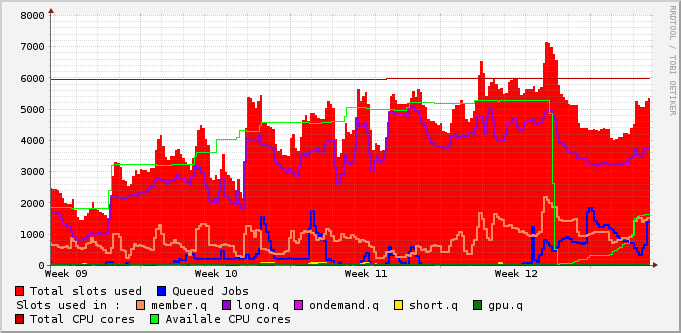 8000
7000
6000
5000
4000
3000
2000
1000
0
Week 09 Week 10 Week 11 Week 12
RRDTOOL / TOBI OETIKER
Total slots used Queued Jobs
Slots used in : member.q long.q ondemand.q short.q gpu.q
Total CPU cores Availale CPU cores